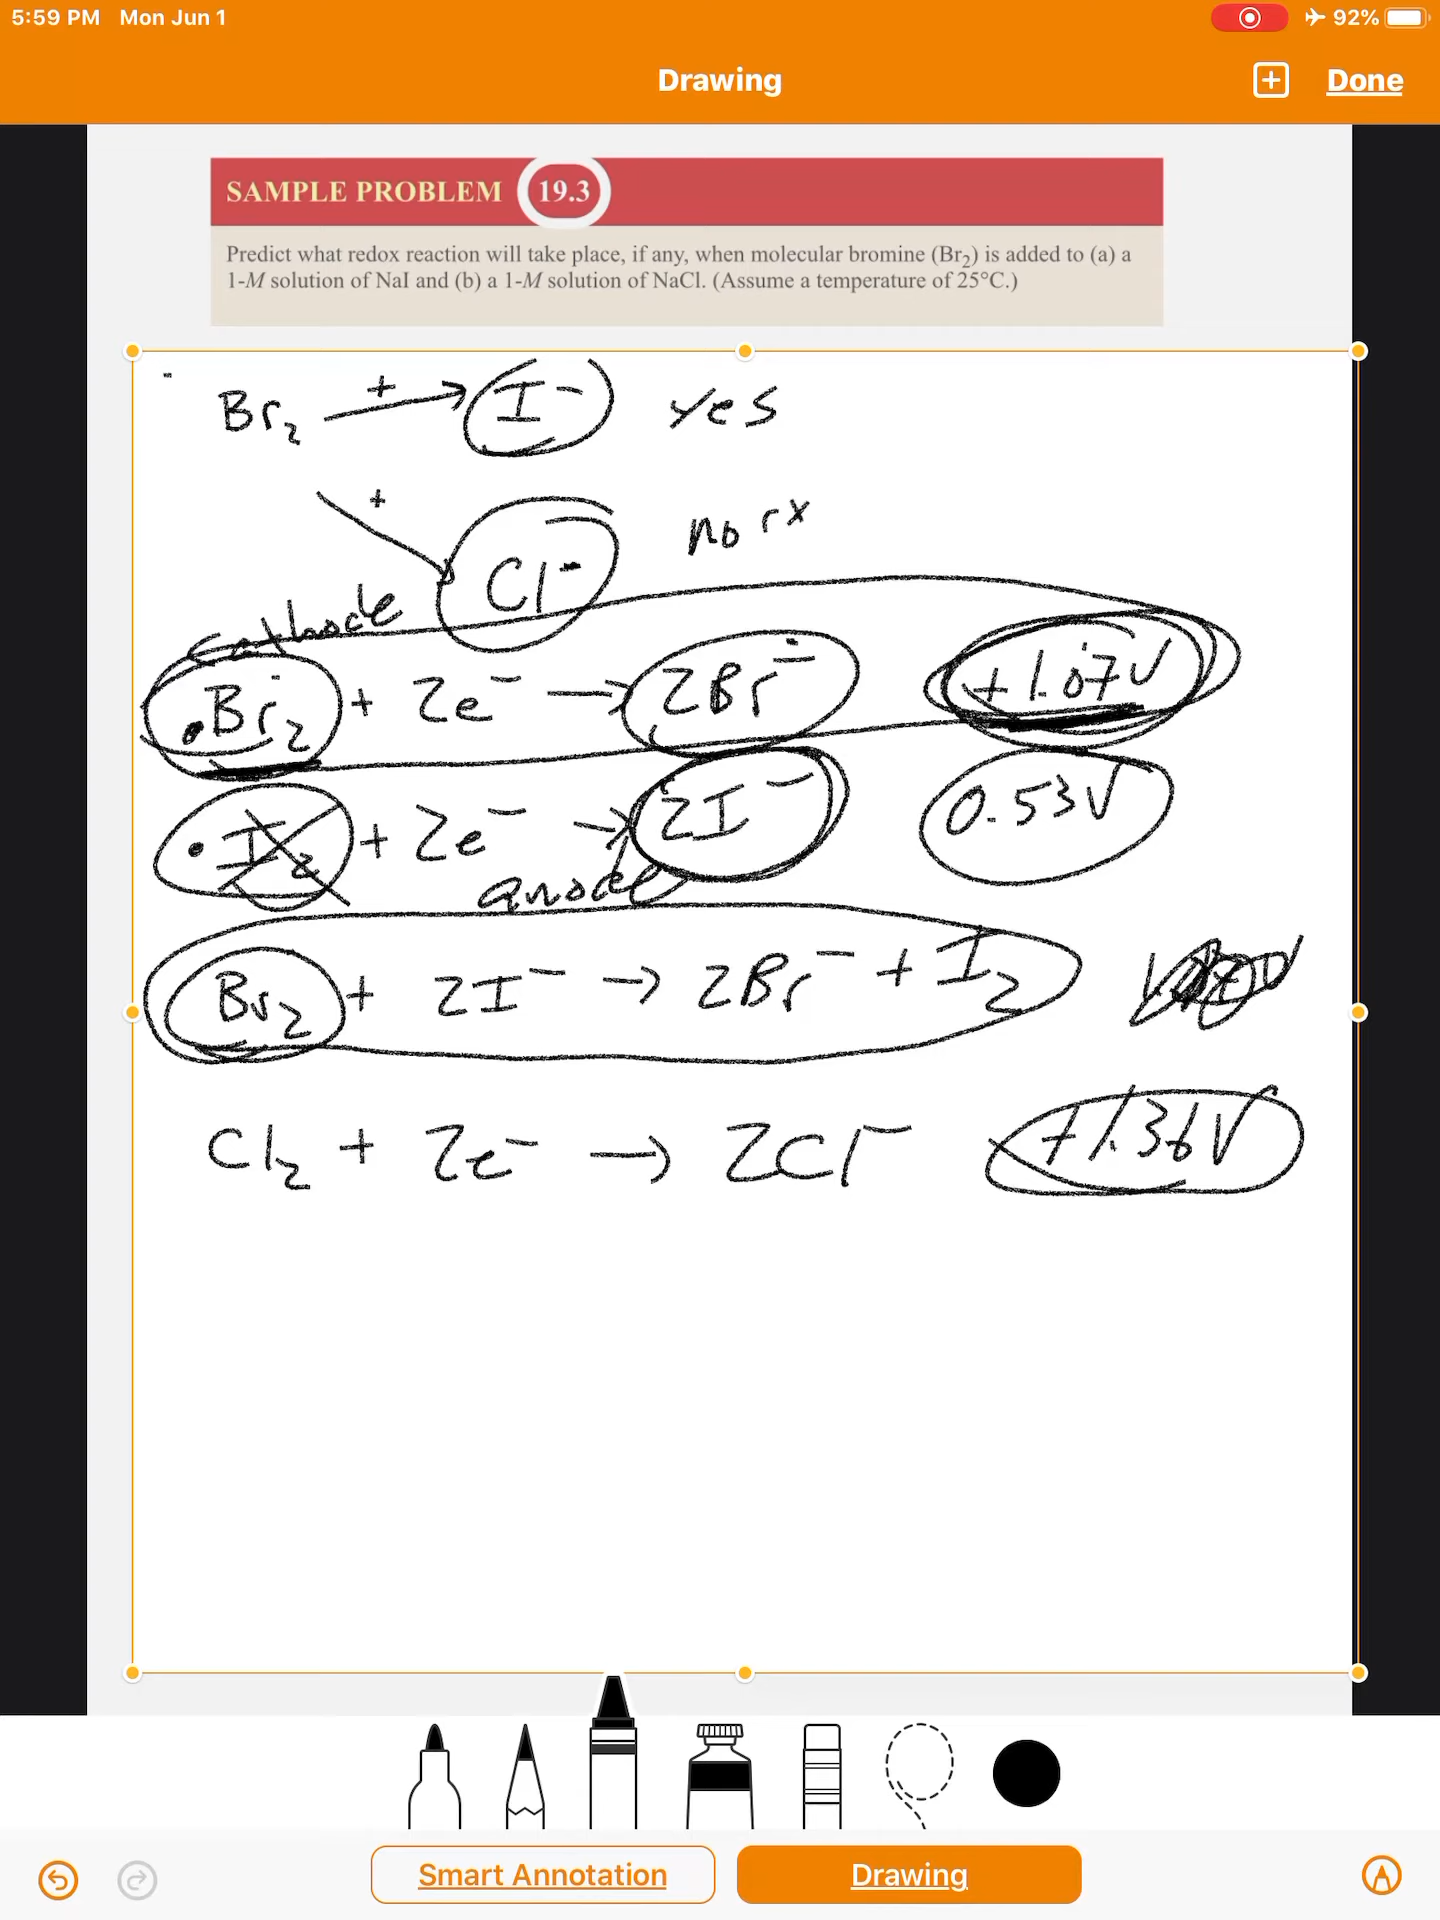 5:59 PM Mon Jun 1
92%
Drawing
Done
SAMPLE PROBLEM 19.3
Predict what redox reaction will take place, if any, when molecular bromine (Br₂) is added to (a) a
1-M solution of NaI and (b) a 1-M solution of NaCl. (Assume a temperature of 25°C.)
Br₂ + → I⁻ yes
+ Cl⁻ no rx
cathode
Br₂ + 2e⁻ → 2Br⁻ +1.07V
I₂ + 2e⁻ → 2I⁻ 0.53V
anode
Br₂ + 2I⁻ → 2Br⁻ + I₂
Cl₂ + 2e⁻ → 2Cl⁻ +1.36V
Smart Annotation
Drawing